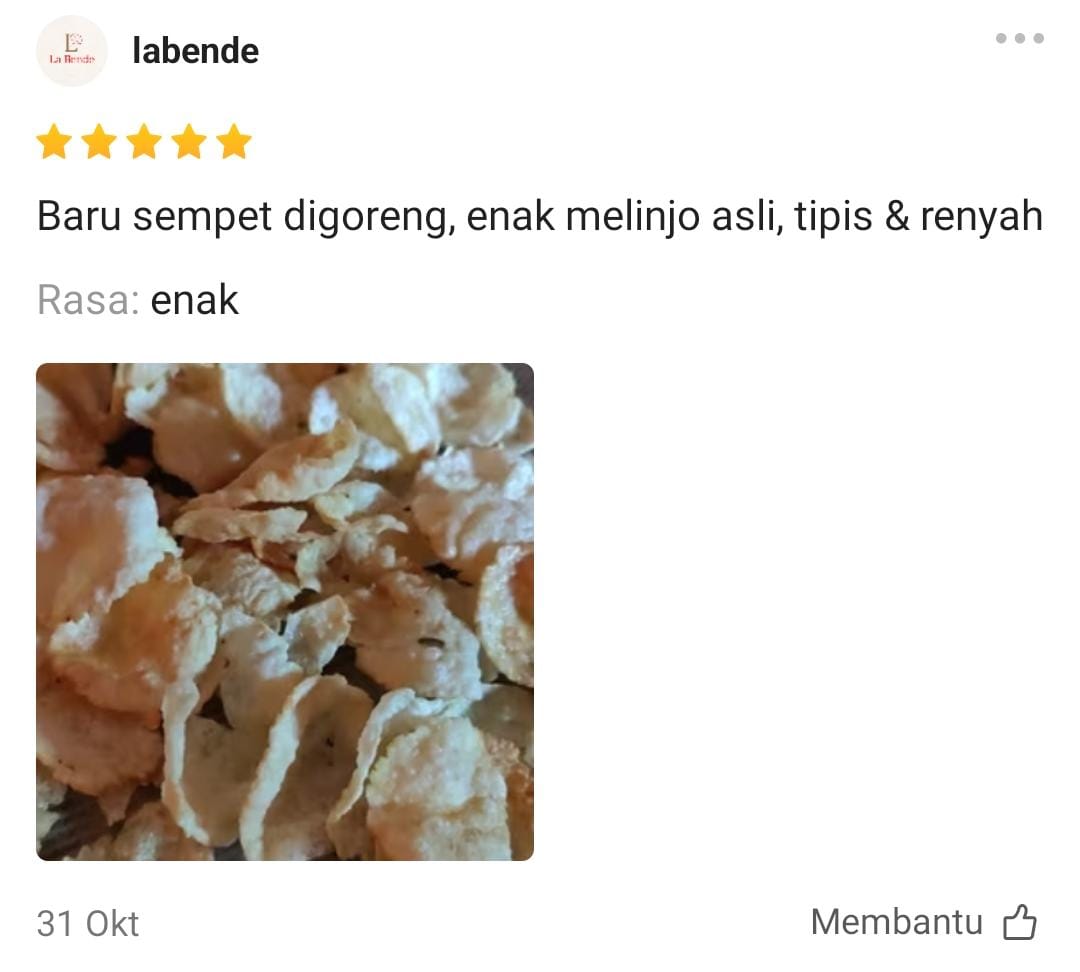 La Bende
labende
Baru sempet digoreng, enak melinjo asli, tipis & renyah
Rasa: enak
31 Okt
Membantu